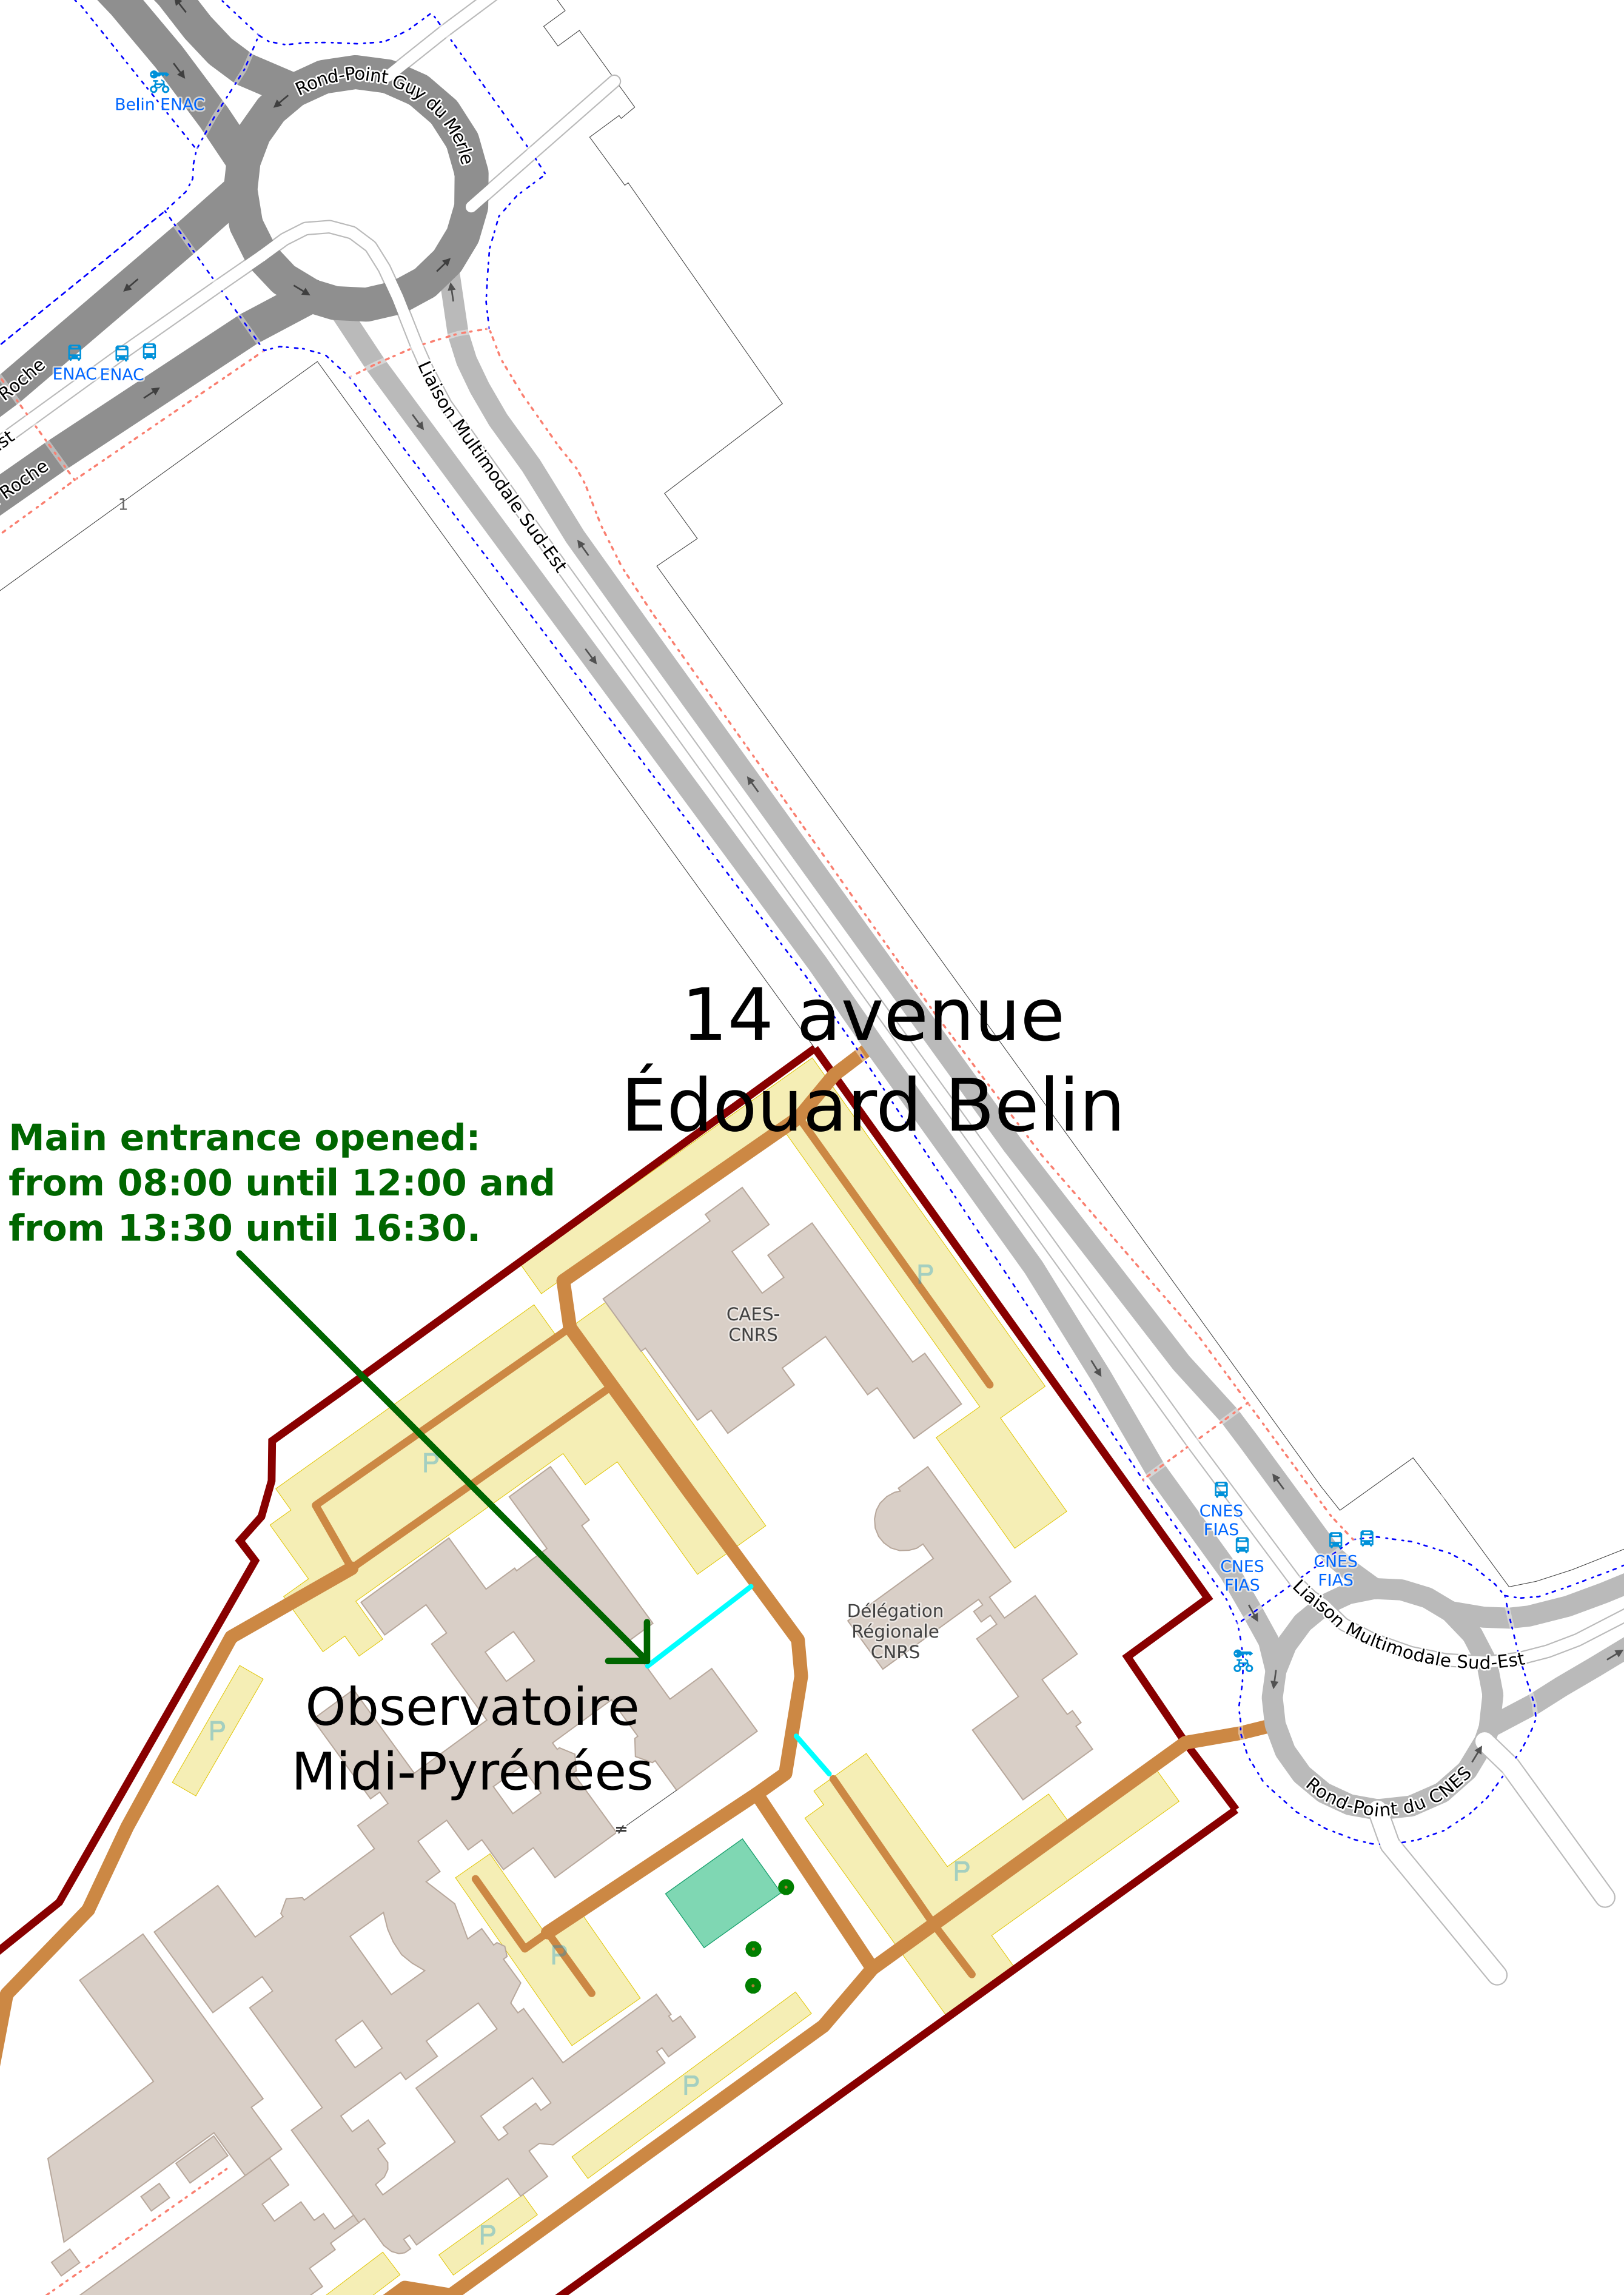 Rond-Point Guy du Merle
Belin ENAC
ENAC
ENAC
Roche
st
Roche
1
Liaison Multimodale Sud-Est
14 avenue
Édouard Belin
Main entrance opened:
from 08:00 until 12:00 and
from 13:30 until 16:30.
P
CAES-
CNRS
P
CNES
FIAS
CNES
FIAS
CNES
FIAS
Liaison Multimodale Sud-Est
Délégation
Régionale
CNRS
Observatoire
Midi-Pyrénées
P
Rond-Point du CNES
≠
P
P
P
P